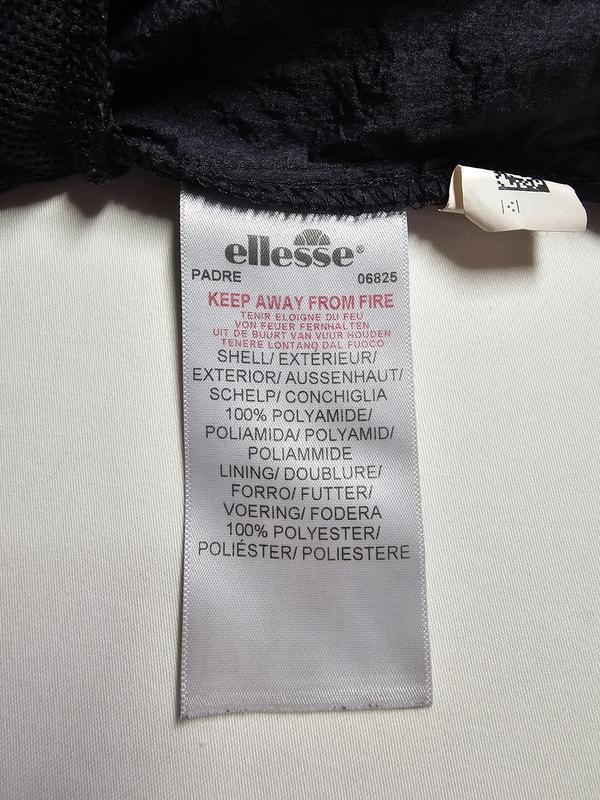 ellesse®
PADRE 06825
KEEP AWAY FROM FIRE
TENIR ELOIGNE DU FEU
VON FEUER FERNHALTEN
UIT DE BUURT VAN VUUR HOUDEN
TENERE LONTANO DAL FUOCO
SHELL/ EXTÉRIEUR/
EXTERIOR/ AUSSENHAUT/
SCHELP/ CONCHIGLIA
100% POLYAMIDE/
POLIAMIDA/ POLYAMID/
POLIAMMIDE
LINING/ DOUBLURE/
FORRO/ FUTTER/
VOERING/ FODERA
100% POLYESTER/
POLIÉSTER/ POLIESTERE